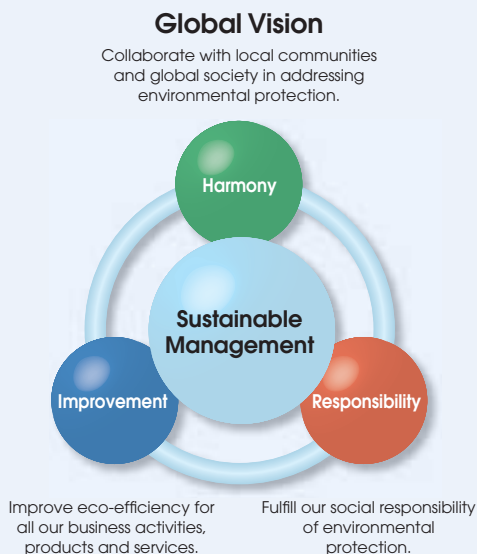 Global Vision
Collaborate with local communities
and global society in addressing
environmental protection.
Harmony
Sustainable
Management
Improvement
Responsibility
Improve eco-efficiency for
all our business activities,
products and services.
Fulfill our social responsibility
of environmental
protection.